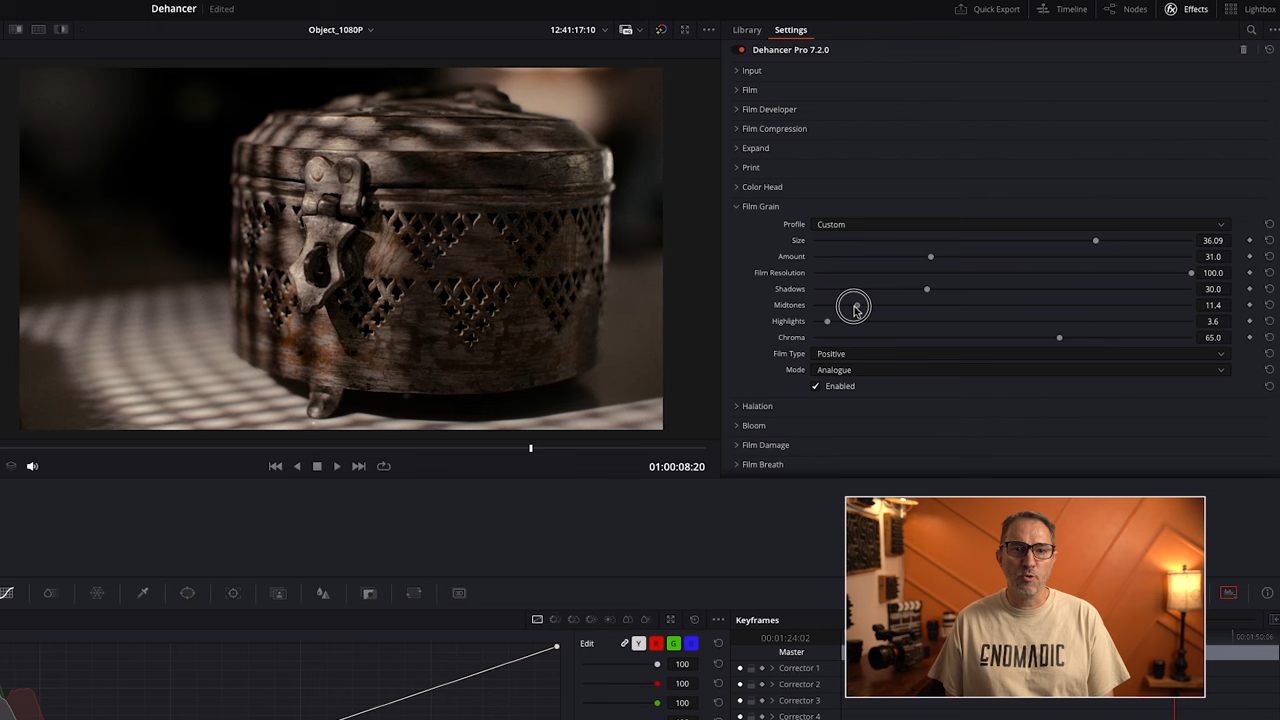 Dehancer Edited
Quick Export Timeline Nodes Effects Lightbox
Object_1080P 12:41:17:10
Library Settings
Dehancer Pro 7.2.0
Input
Film
Film Developer
Film Compression
Expand
Print
Color Head
Film Grain
Profile Custom
Size 36.09
Amount 31.0
Film Resolution 100.0
Shadows 30.0
Midtones 11.4
Highlights 3.6
Chroma 65.0
Film Type Positive
Mode Analogue
Enabled
Halation
Bloom
Film Damage
Film Breath
01:00:08:20
CNOMADIC
Edit Y R G B
100
100
100
Keyframes
00:01:24:02
00:01:50:06
Master
Corrector 1
Corrector 2
Corrector 3
Corrector 4